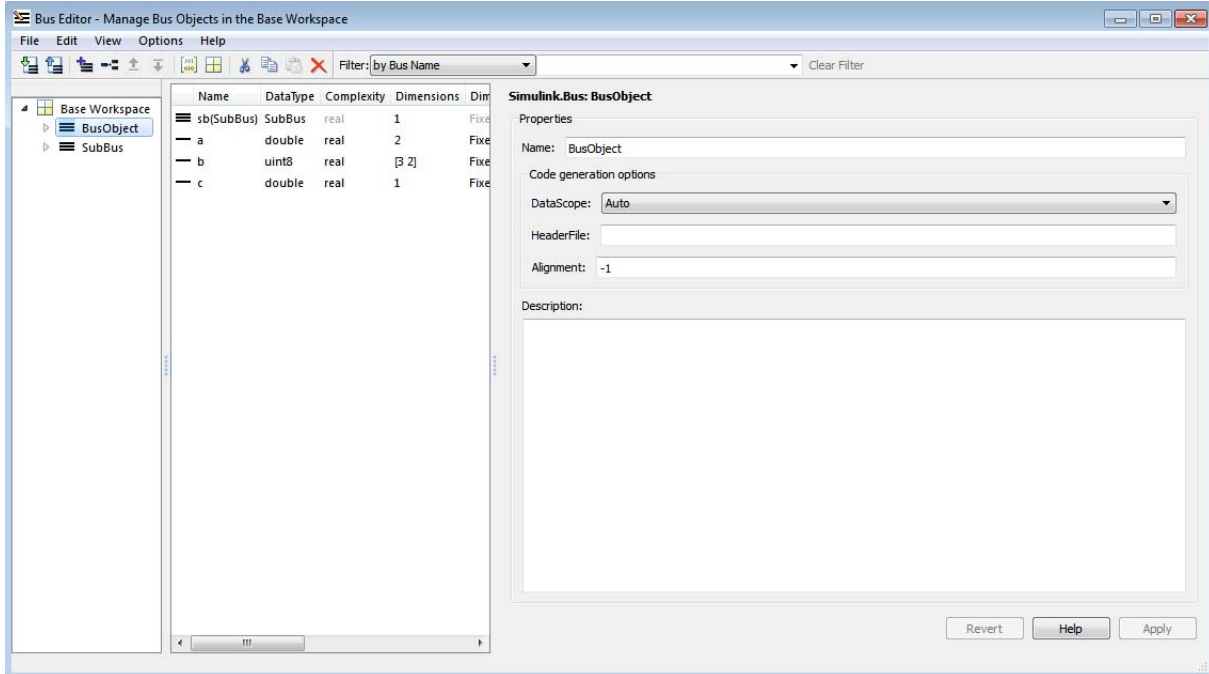 Bus Editor - Manage Bus Objects in the Base Workspace
File Edit View Options Help
Filter: by Bus Name Clear Filter
Base Workspace
BusObject
SubBus
Name DataType Complexity Dimensions Dim
sb(SubBus) SubBus real 1 Fixe
a double real 2 Fixe
b uint8 real [3 2] Fixe
c double real 1 Fixe
Simulink.Bus: BusObject
Properties
Name: BusObject
Code generation options
DataScope: Auto
HeaderFile:
Alignment: -1
Description:
Revert Help Apply